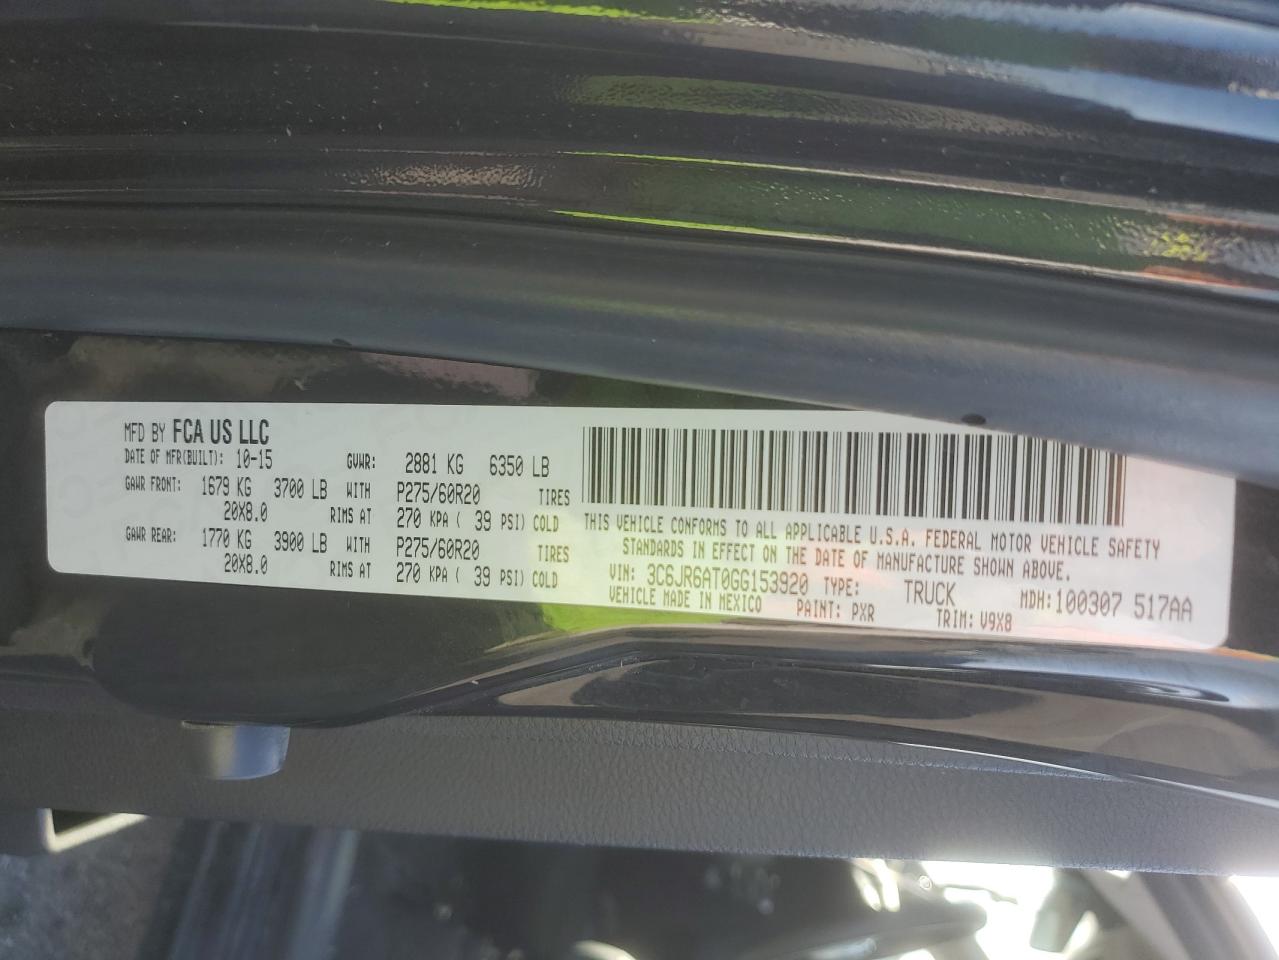 MFD BY FCA US LLC
DATE OF MFR(BUILT): 10-15 GVWR: 2881 KG 6350 LB
GAWR FRONT: 1679 KG 3700 LB WITH P275/60R20 TIRES
20X8.0 RIMS AT 270 KPA ( 39 PSI) COLD
GAWR REAR: 1770 KG 3900 LB WITH P275/60R20 TIRES
20X8.0 RIMS AT 270 KPA ( 39 PSI) COLD
THIS VEHICLE CONFORMS TO ALL APPLICABLE U.S.A. FEDERAL MOTOR VEHICLE SAFETY
STANDARDS IN EFFECT ON THE DATE OF MANUFACTURE SHOWN ABOVE.
VIN: 3C6JR6AT0GG153920 TYPE: TRUCK MDH:100307 517AA
VEHICLE MADE IN MEXICO PAINT: PXR TRIM: V9X8